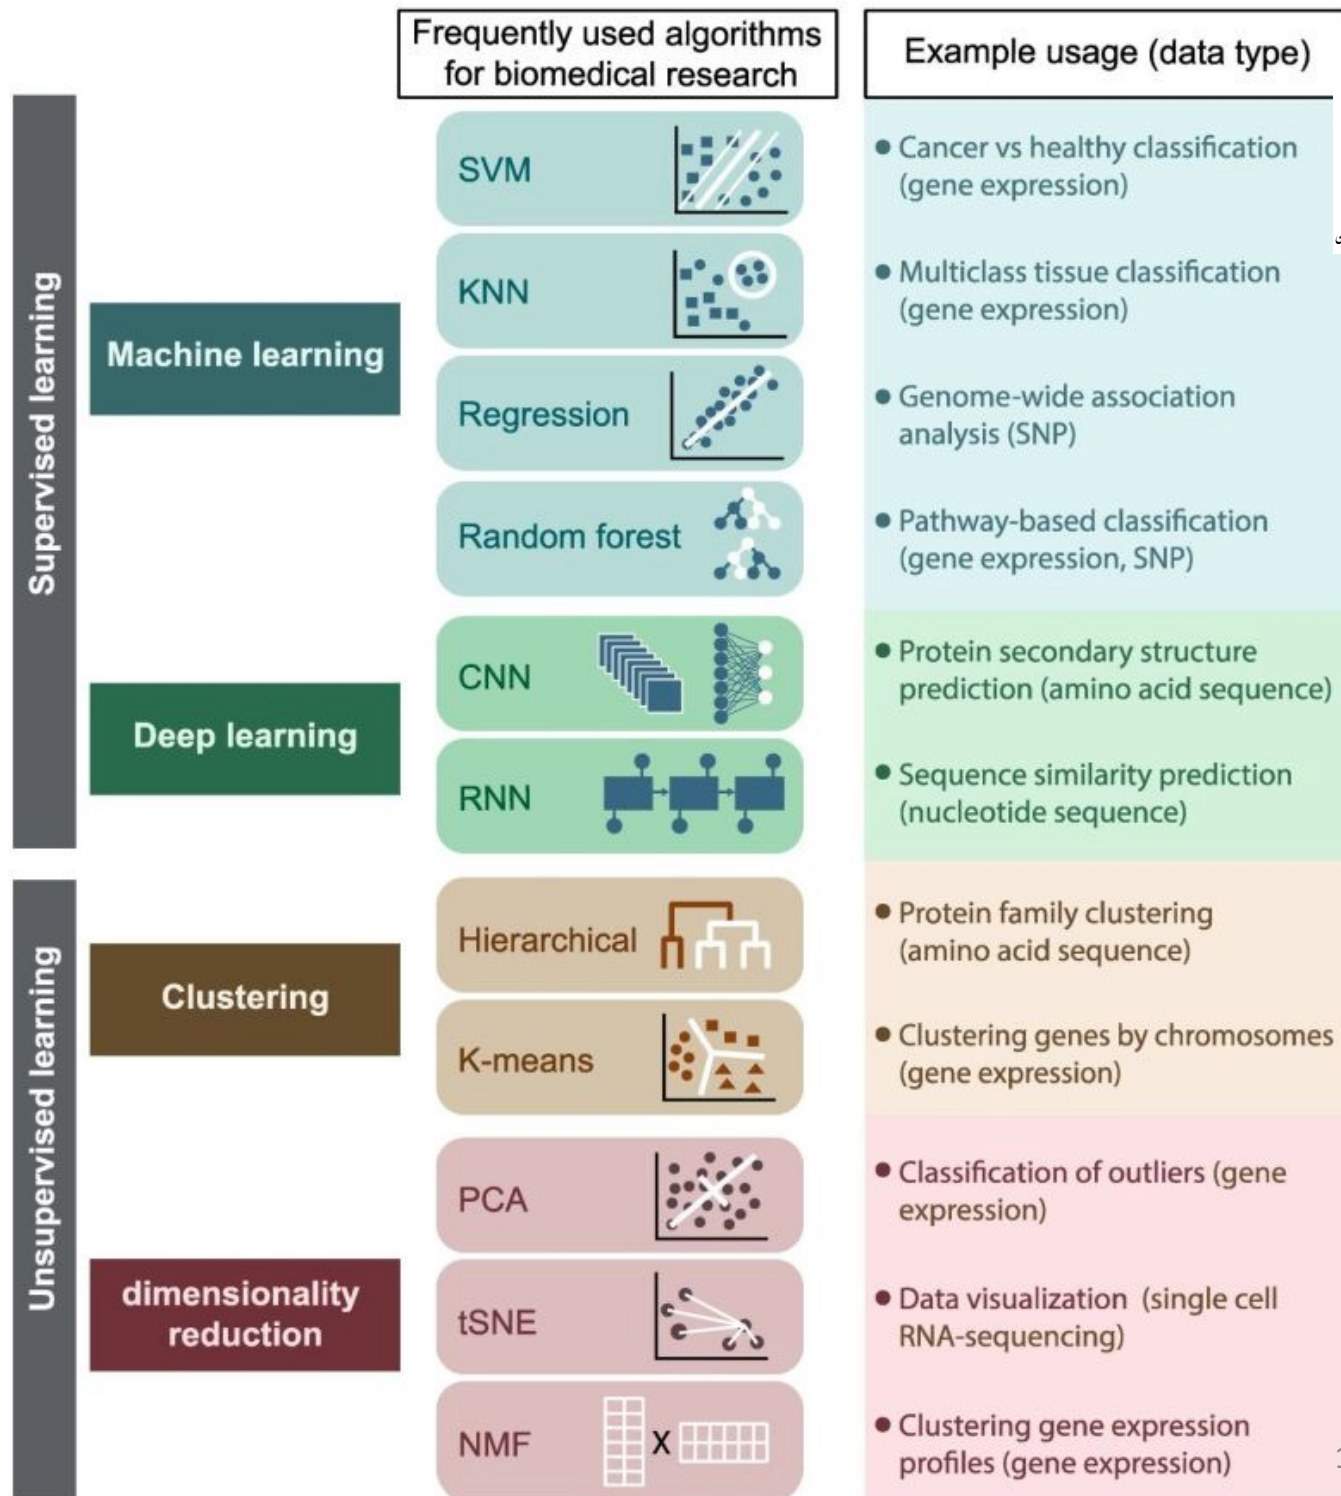 Frequently used algorithms
for biomedical research
Example usage (data type)
Supervised learning
Machine learning
SVM
• Cancer vs healthy classification
(gene expression)
KNN
• Multiclass tissue classification
(gene expression)
Regression
• Genome-wide association
analysis (SNP)
Random forest
• Pathway-based classification
(gene expression, SNP)
Deep learning
CNN
• Protein secondary structure
prediction (amino acid sequence)
RNN
• Sequence similarity prediction
(nucleotide sequence)
Unsupervised learning
Clustering
Hierarchical
• Protein family clustering
(amino acid sequence)
K-means
• Clustering genes by chromosomes
(gene expression)
dimensionality
reduction
PCA
• Classification of outliers (gene
expression)
tSNE
• Data visualization (single cell
RNA-sequencing)
NMF
X
• Clustering gene expression
profiles (gene expression)